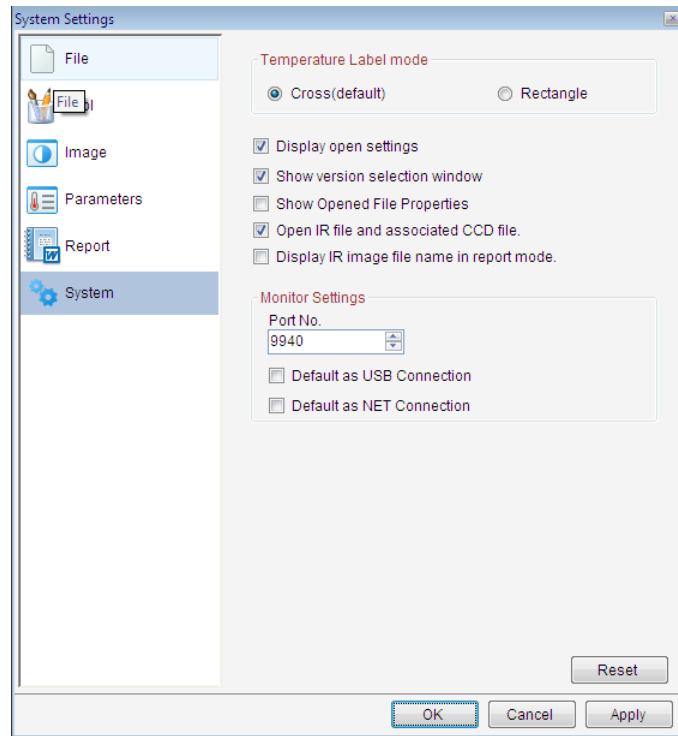 System Settings
File
File ol
Image
Parameters
Report
System
Temperature Label mode
Cross(default)
Rectangle
Display open settings
Show version selection window
Show Opened File Properties
Open IR file and associated CCD file.
Display IR image file name in report mode.
Monitor Settings
Port No.
9940
Default as USB Connection
Default as NET Connection
Reset
OK
Cancel
Apply